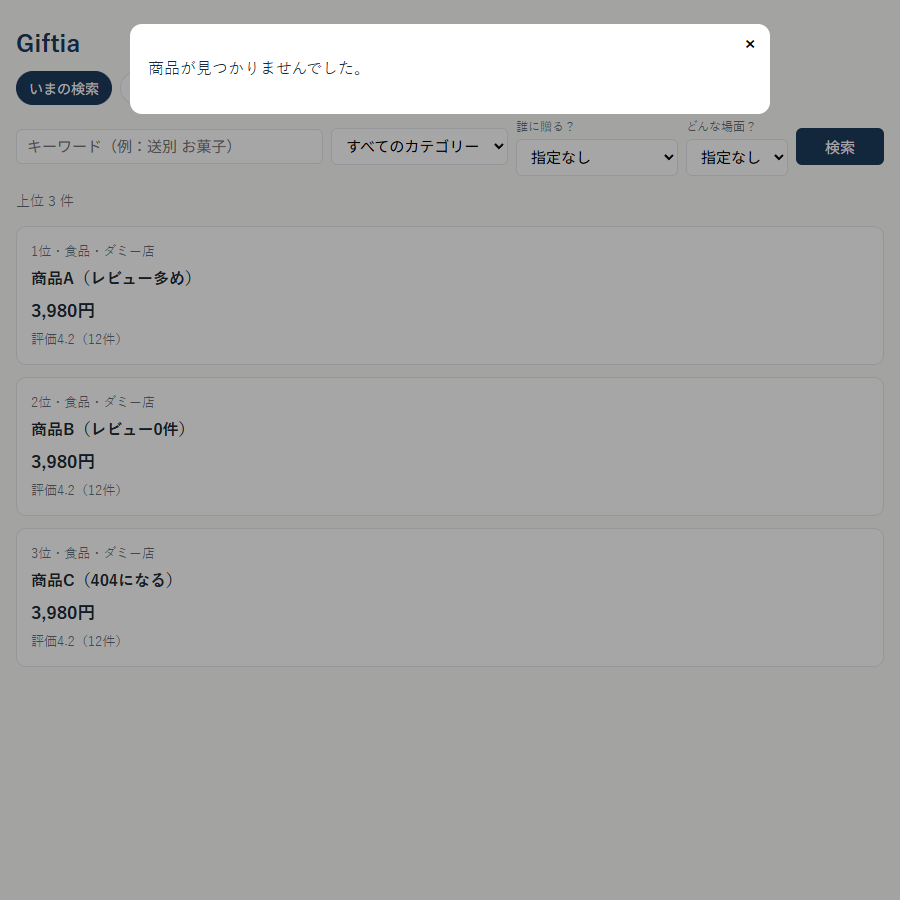 Giftia
×
商品が見つかりませんでした。
いまの検索
誰に贈る？
どんな場面？
キーワード（例：送別 お菓子）
すべてのカテゴリー
指定なし
指定なし
検索
上位 3 件
1位・食品・ダミー店
商品A（レビュー多め）
3,980円
評価4.2（12件）
2位・食品・ダミー店
商品B（レビュー0件）
3,980円
評価4.2（12件）
3位・食品・ダミー店
商品C（404になる）
3,980円
評価4.2（12件）